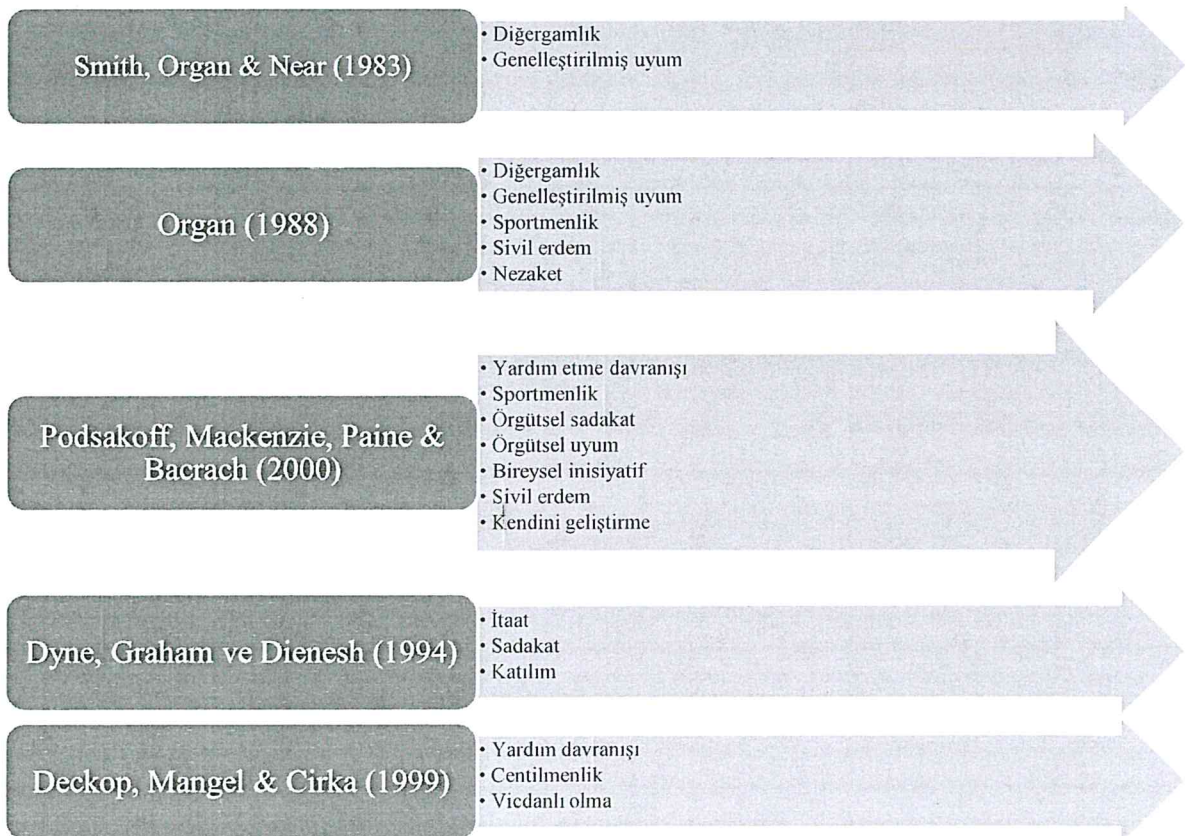 Smith, Organ & Near (1983)
• Diğergamlık
• Genelleştirilmiş uyum
Organ (1988)
• Diğergamlık
• Genelleştirilmiş uyum
• Sportmenlik
• Sivil erdem
• Nezaket
Podsakoff, Mackenzie, Paine &
Bacrach (2000)
• Yardım etme davranışı
• Sportmenlik
• Örgütsel sadakat
• Örgütsel uyum
• Bireysel inisiyatif
• Sivil erdem
• Kendini geliştirme
Dyne, Graham ve Dienesh (1994)
• İtaat
• Sadakat
• Katılım
Deckop, Mangel & Cirka (1999)
• Yardım davranışı
• Centilmenlik
• Vicdanlı olma